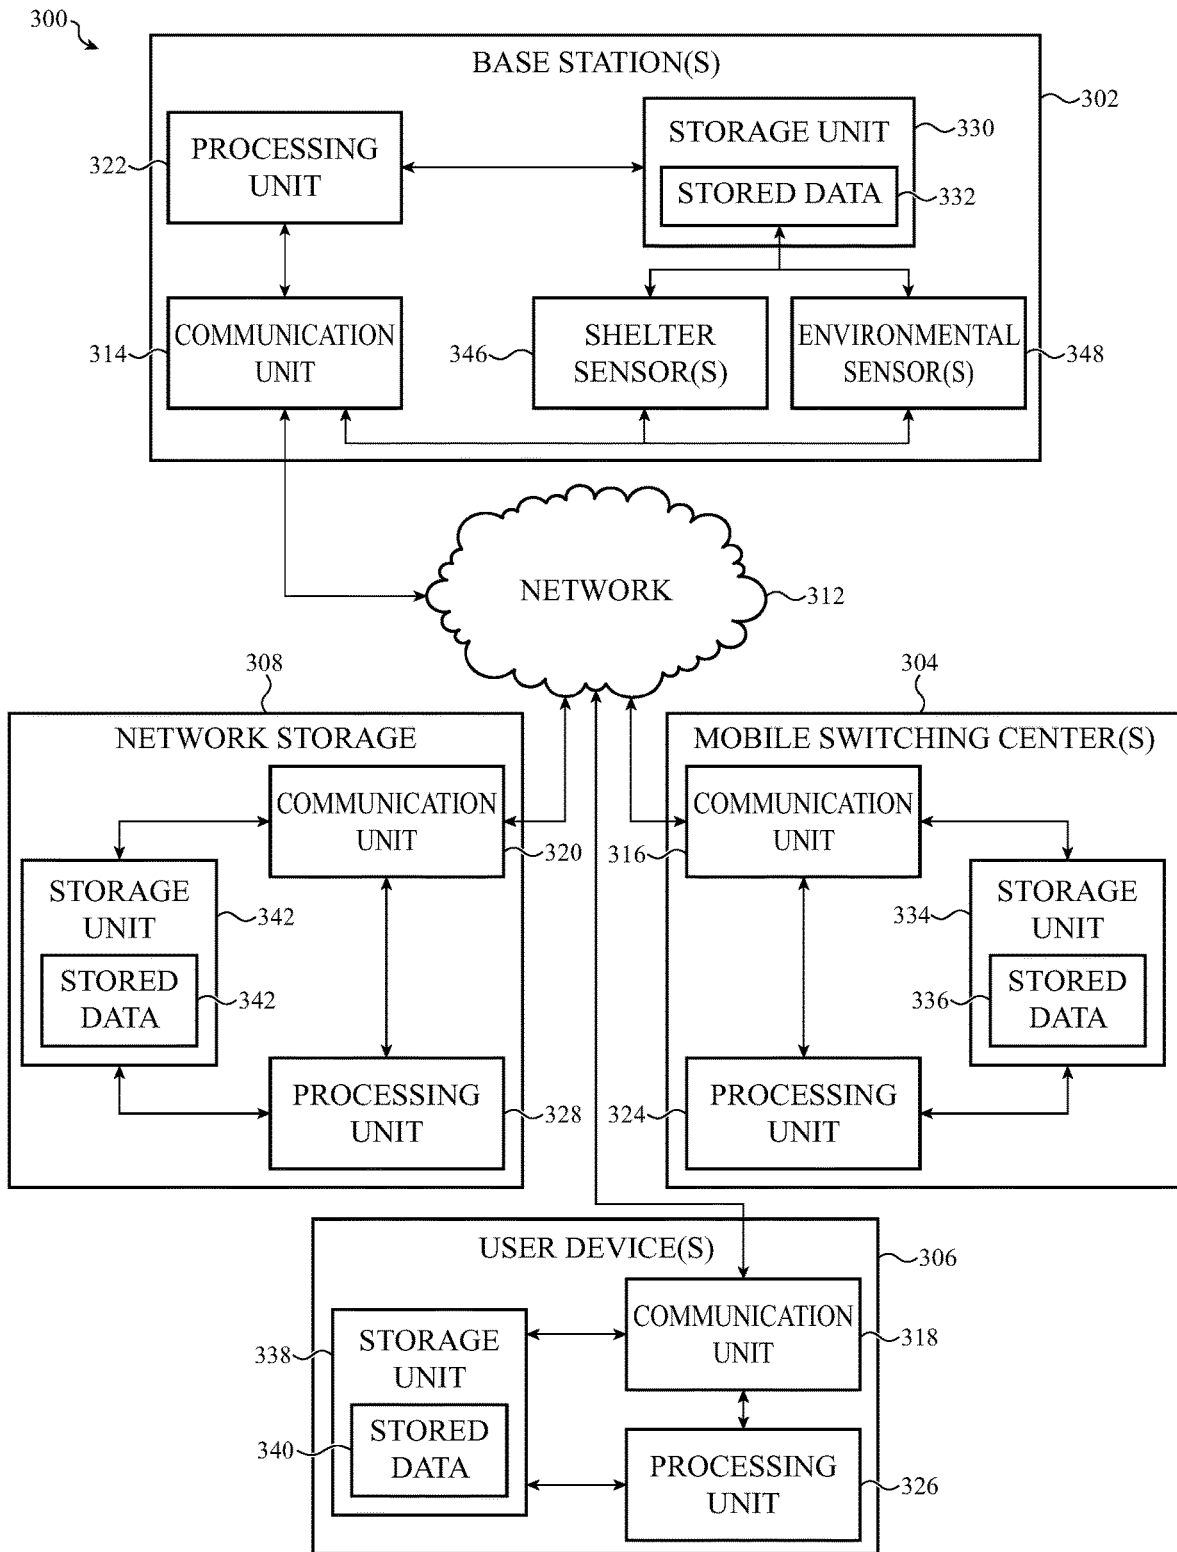 300
BASE STATION(S)
302
PROCESSING
UNIT
322
STORAGE UNIT
330
STORED DATA
332
COMMUNICATION
UNIT
314
SHELTER
SENSOR(S)
346
ENVIRONMENTAL
SENSOR(S)
348
NETWORK
312
308
NETWORK STORAGE
COMMUNICATION
UNIT
320
STORAGE
UNIT
342
STORED
DATA
342
PROCESSING
UNIT
328
304
MOBILE SWITCHING CENTER(S)
COMMUNICATION
UNIT
316
STORAGE
UNIT
334
STORED
DATA
336
PROCESSING
UNIT
324
USER DEVICE(S)
306
COMMUNICATION
UNIT
318
STORAGE
UNIT
338
STORED
DATA
340
PROCESSING
UNIT
326